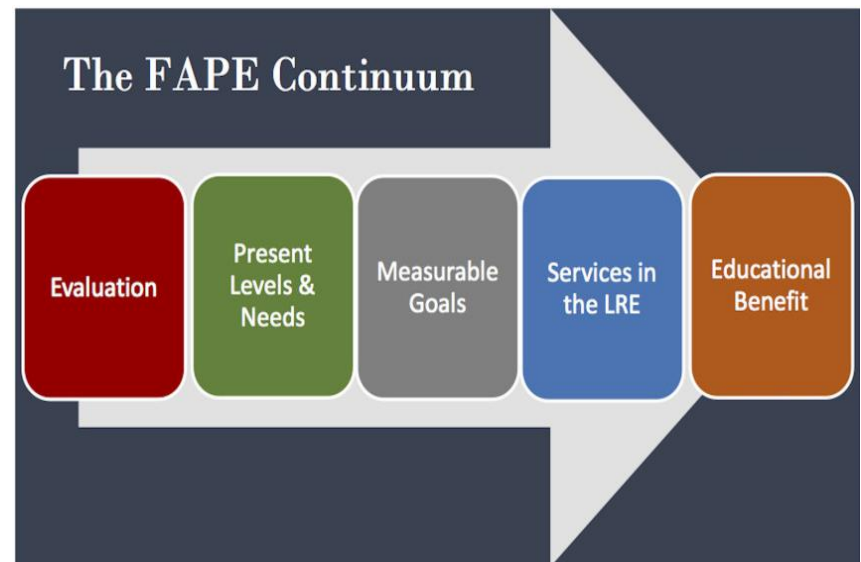 The FAPE Continuum
Evaluation
Present
Levels &
Needs
Measurable
Goals
Services in
the LRE
Educational
Benefit